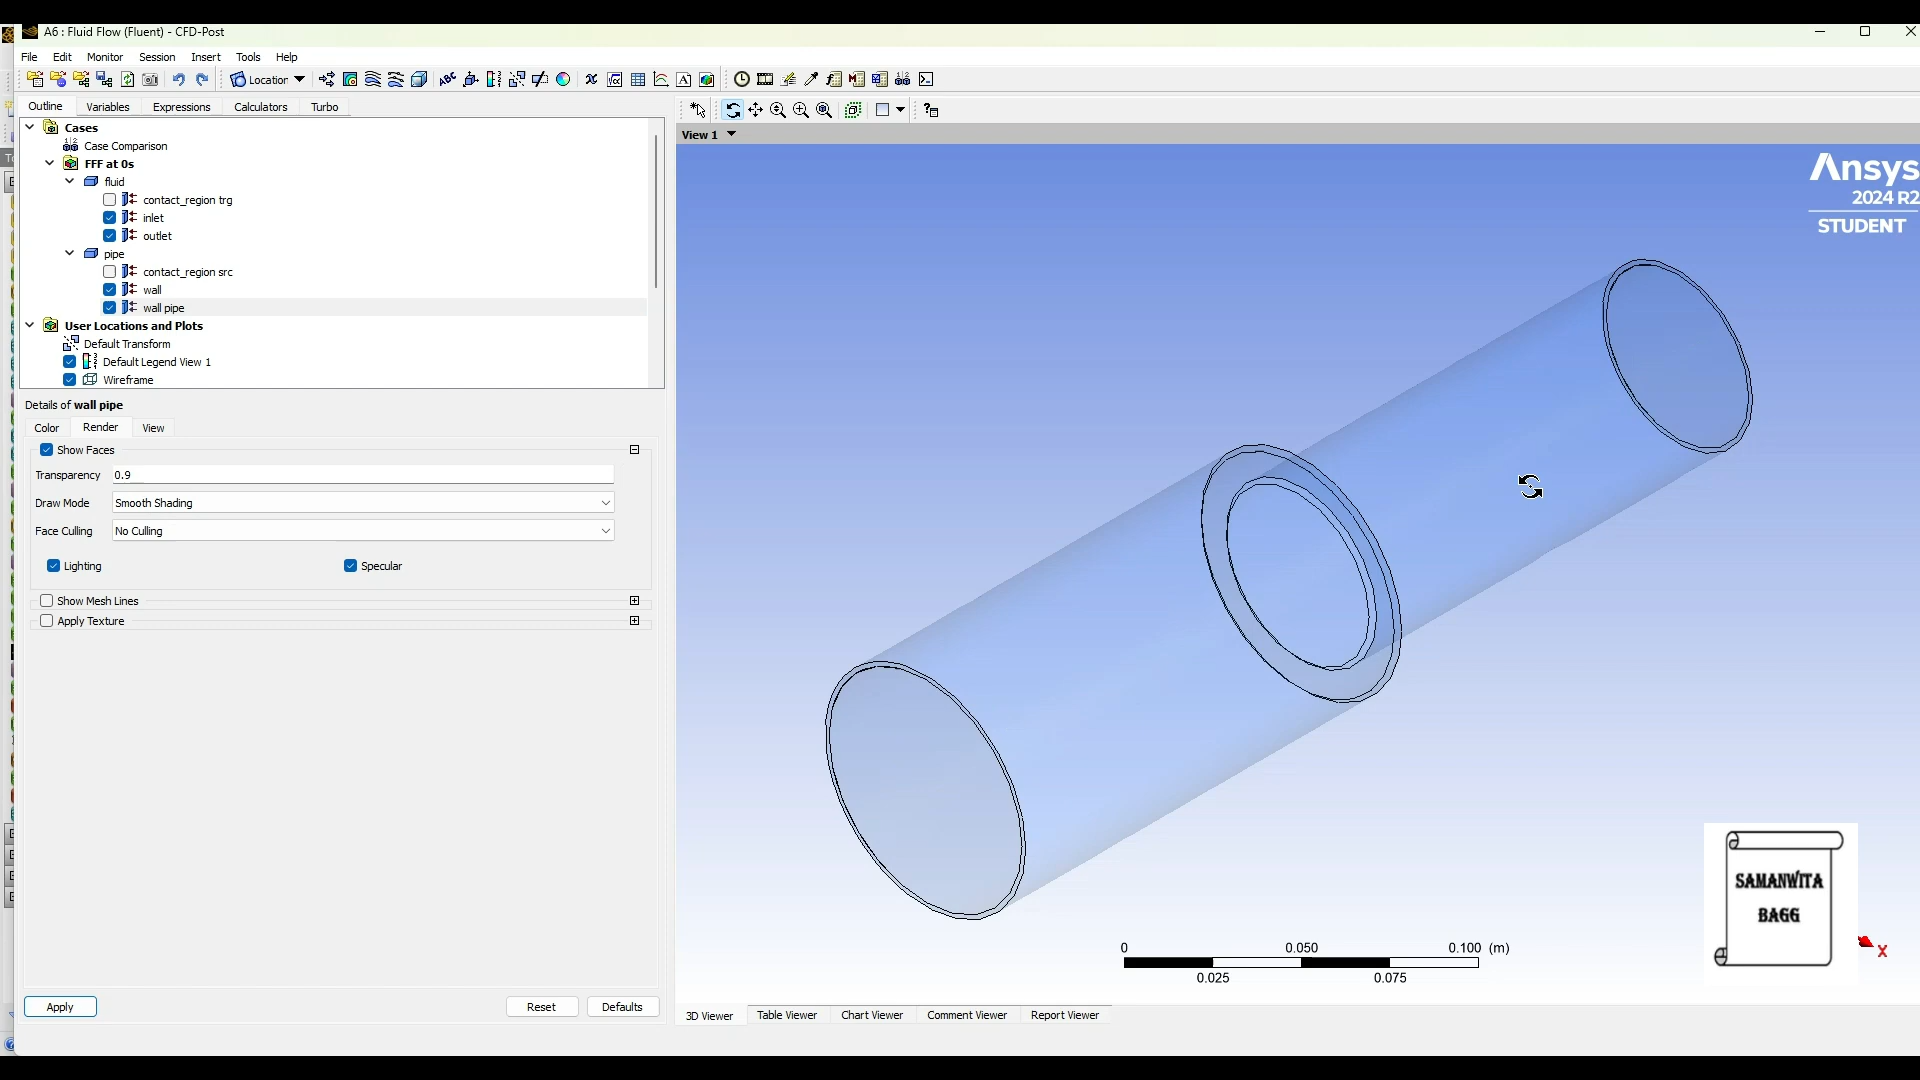 A6 : Fluid Flow (Fluent) - CFD-Post
File Edit Monitor Session Insert Tools Help
Location
Outline Variables Expressions Calculators Turbo
Cases
Case Comparison
FFF at 0s
fluid
contact_region trg
inlet
outlet
pipe
contact_region src
wall
wall pipe
User Locations and Plots
Default Transform
Default Legend View 1
Wireframe
Details of wall pipe
Color Render View
Show Faces
Transparency 0.9
Draw Mode Smooth Shading
Face Culling No Culling
Lighting Specular
Show Mesh Lines
Apply Texture
Apply Reset Defaults
View 1
Ansys
2024 R2
STUDENT
SAMANWITA
BAGG
X
0 0.050 0.100 (m)
0.025 0.075
3D Viewer Table Viewer Chart Viewer Comment Viewer Report Viewer